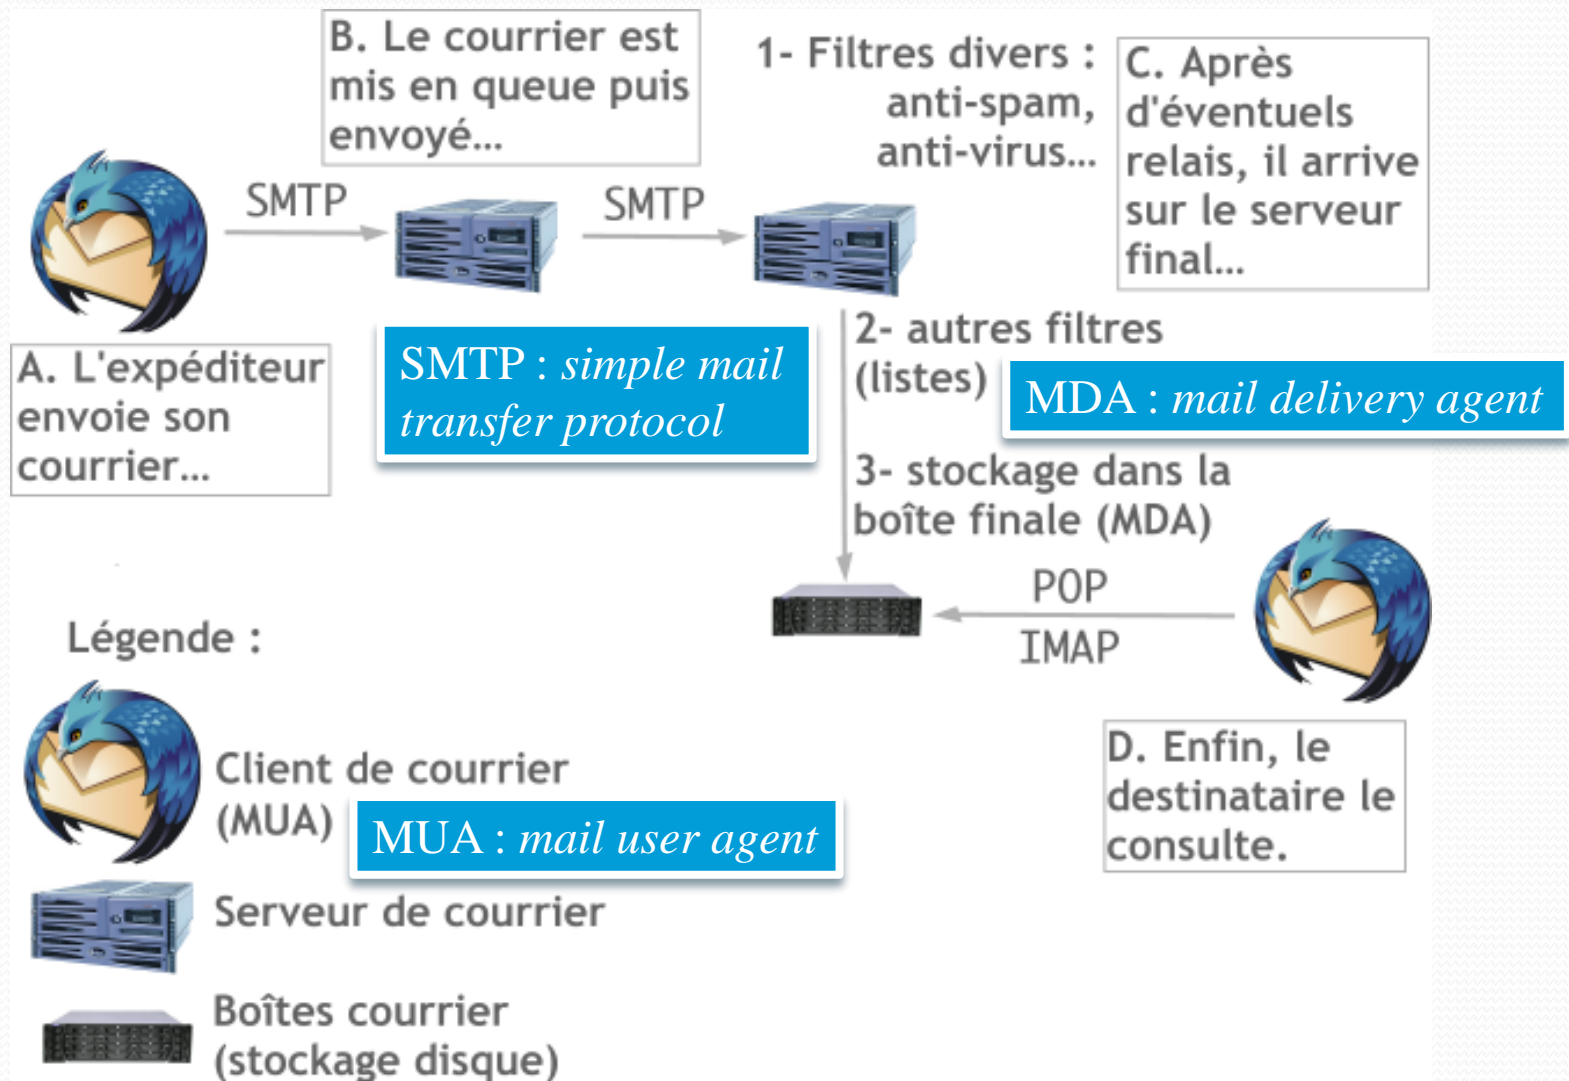 B. Le courrier est
mis en queue puis
envoyé...
1- Filtres divers :
anti-spam,
anti-virus...
C. Après
d'éventuels
relais, il arrive
sur le serveur
final...
SMTP
SMTP
A. L'expéditeur
envoie son
courrier...
SMTP : simple mail
transfer protocol
2- autres filtres
(listes)
MDA : mail delivery agent
3- stockage dans la
boîte finale (MDA)
POP
IMAP
D. Enfin, le
destinataire le
consulte.
Légende :
Client de courrier
(MUA)
MUA : mail user agent
Serveur de courrier
Boîtes courrier
(stockage disque)